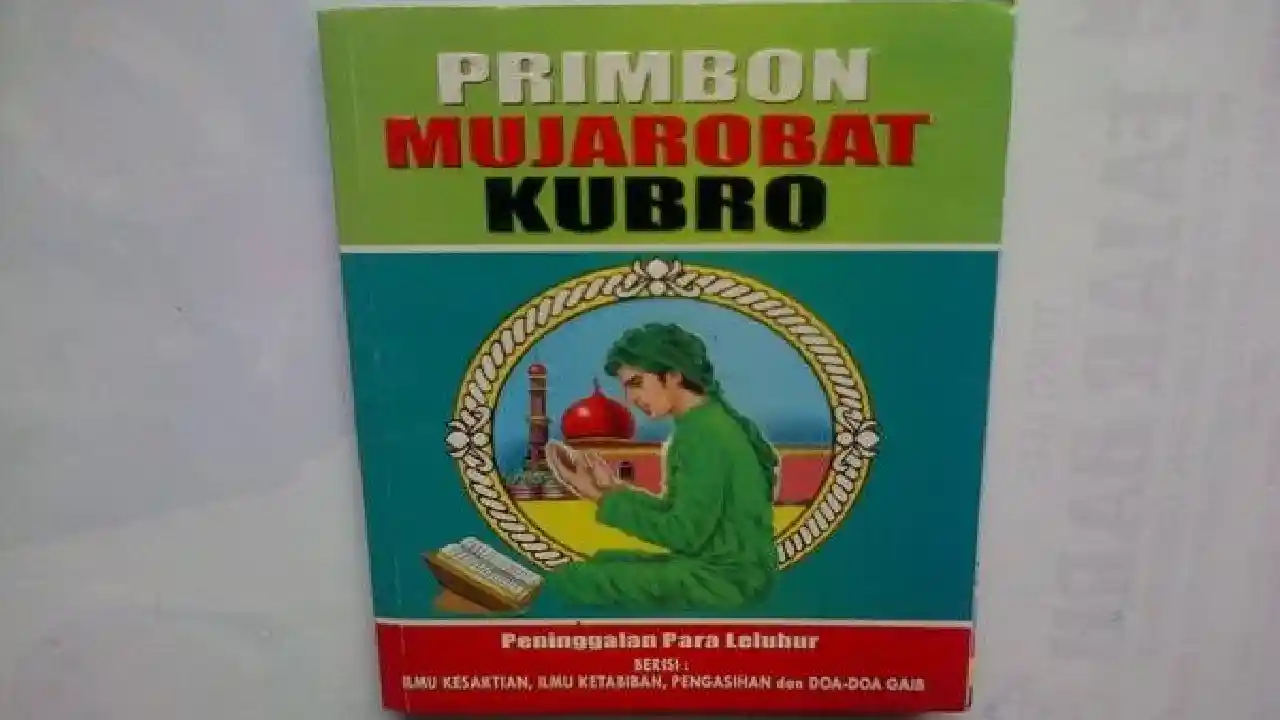 PRIMBON
MUJAROBAT
KUBRO
Peninggalan Para Leluhur
BERISI :
ILMU KESAKTIAN, ILMU KETABIBAN, PENGASIHAN dan DOA-DOA GAIB